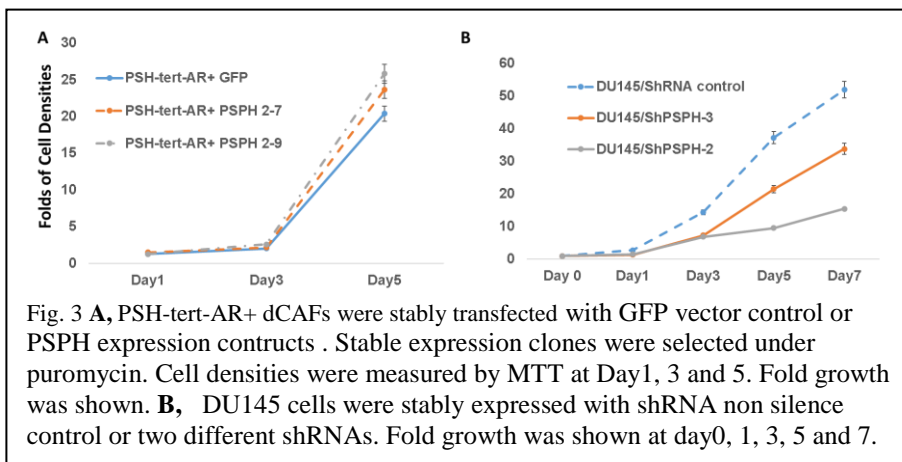 A
B
30
25
20
15
10
5
0
Folds of Cell Densities
PSH-tert-AR+ GFP
PSH-tert-AR+ PSPH 2-7
PSH-tert-AR+ PSPH 2-9
Day1 Day3 Day5
60
50
40
30
20
10
0
DU145/ShRNA control
DU145/ShPSPH-3
DU145/ShPSPH-2
Day 0 Day1 Day3 Day5 Day7
Fig. 3 A, PSH-tert-AR+ dCAFs were stably transfected with GFP vector control or
PSPH expression contructs . Stable expression clones were selected under
puromycin. Cell densities were measured by MTT at Day1, 3 and 5. Fold growth
was shown. B, DU145 cells were stably expressed with shRNA non silence
control or two different shRNAs. Fold growth was shown at day0, 1, 3, 5 and 7.